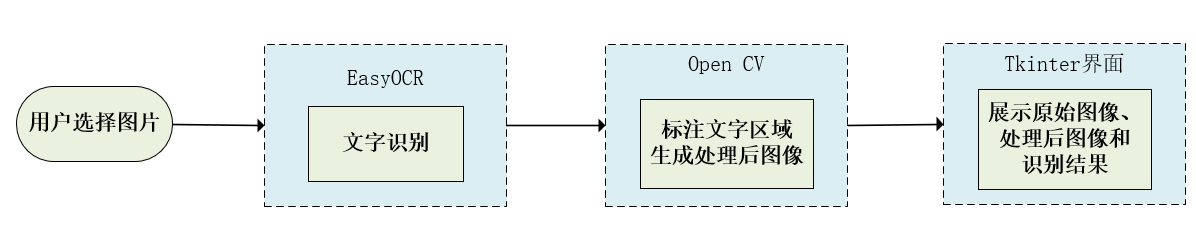 用户选择图片
EasyOCR
文字识别
Open CV
标注文字区域
生成处理后图像
Tkinter界面
展示原始图像、
处理后图像和
识别结果